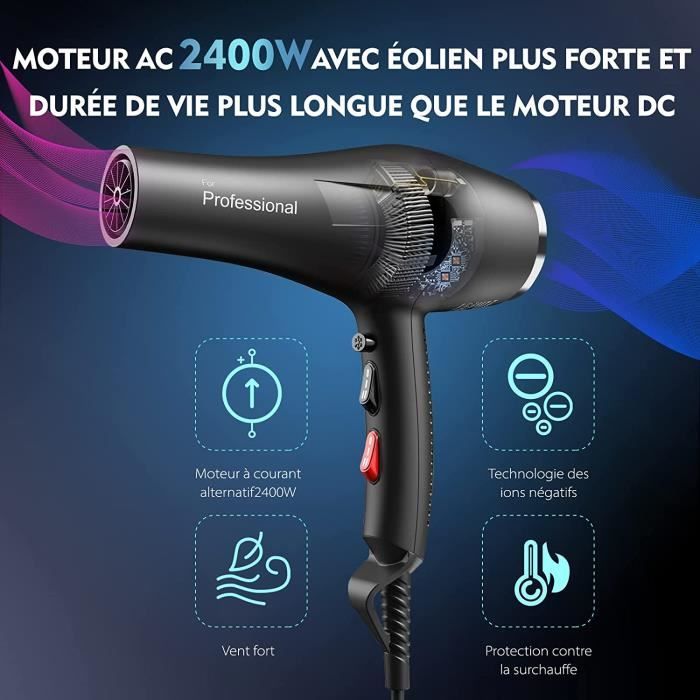 MOTEUR AC 2400W AVEC ÉOLIEN PLUS FORTE ET
DURÉE DE VIE PLUS LONGUE QUE LE MOTEUR DC
For
Professional
Moteur à courant
alternatif2400W
Technologie des
ions négatifs
Vent fort
Protection contre
la surchauffe